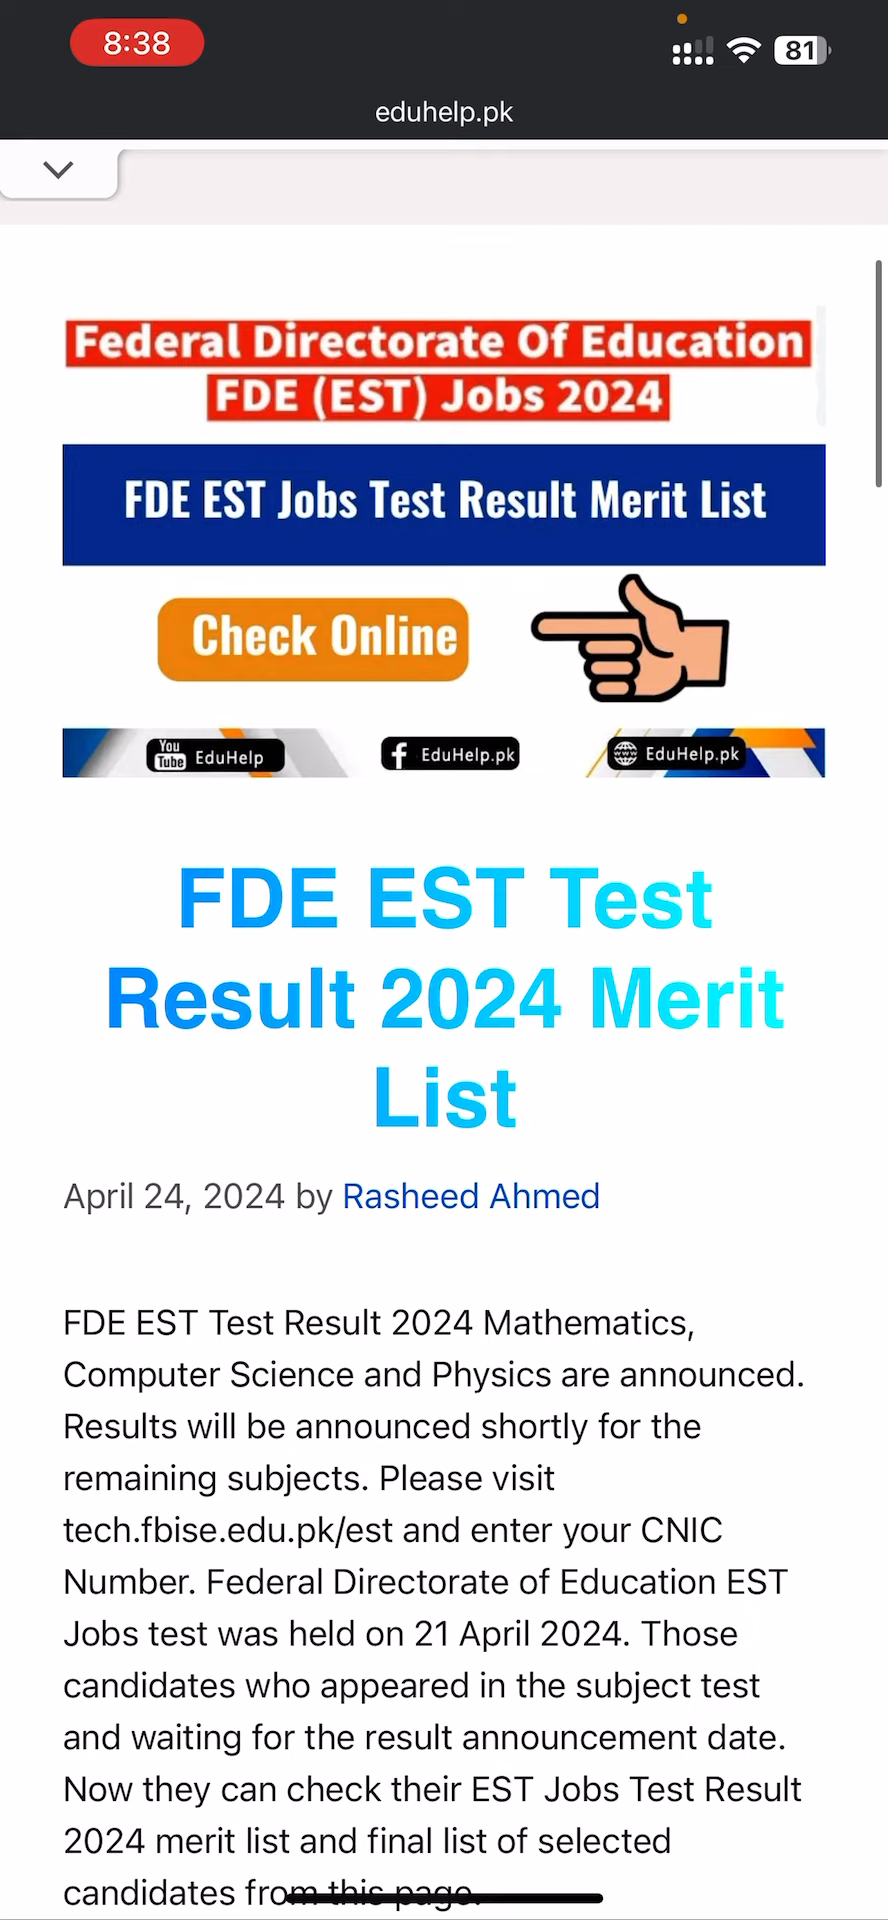 8:38
81
eduhelp.pk
Federal Directorate Of Education
FDE (EST) Jobs 2024
FDE EST Jobs Test Result Merit List
Check Online
You Tube EduHelp
f EduHelp.pk
www EduHelp.pk
FDE EST Test
Result 2024 Merit
List
April 24, 2024 by Rasheed Ahmed
FDE EST Test Result 2024 Mathematics,
Computer Science and Physics are announced.
Results will be announced shortly for the
remaining subjects. Please visit
tech.fbise.edu.pk/est and enter your CNIC
Number. Federal Directorate of Education EST
Jobs test was held on 21 April 2024. Those
candidates who appeared in the subject test
and waiting for the result announcement date.
Now they can check their EST Jobs Test Result
2024 merit list and final list of selected
candidates from this page.